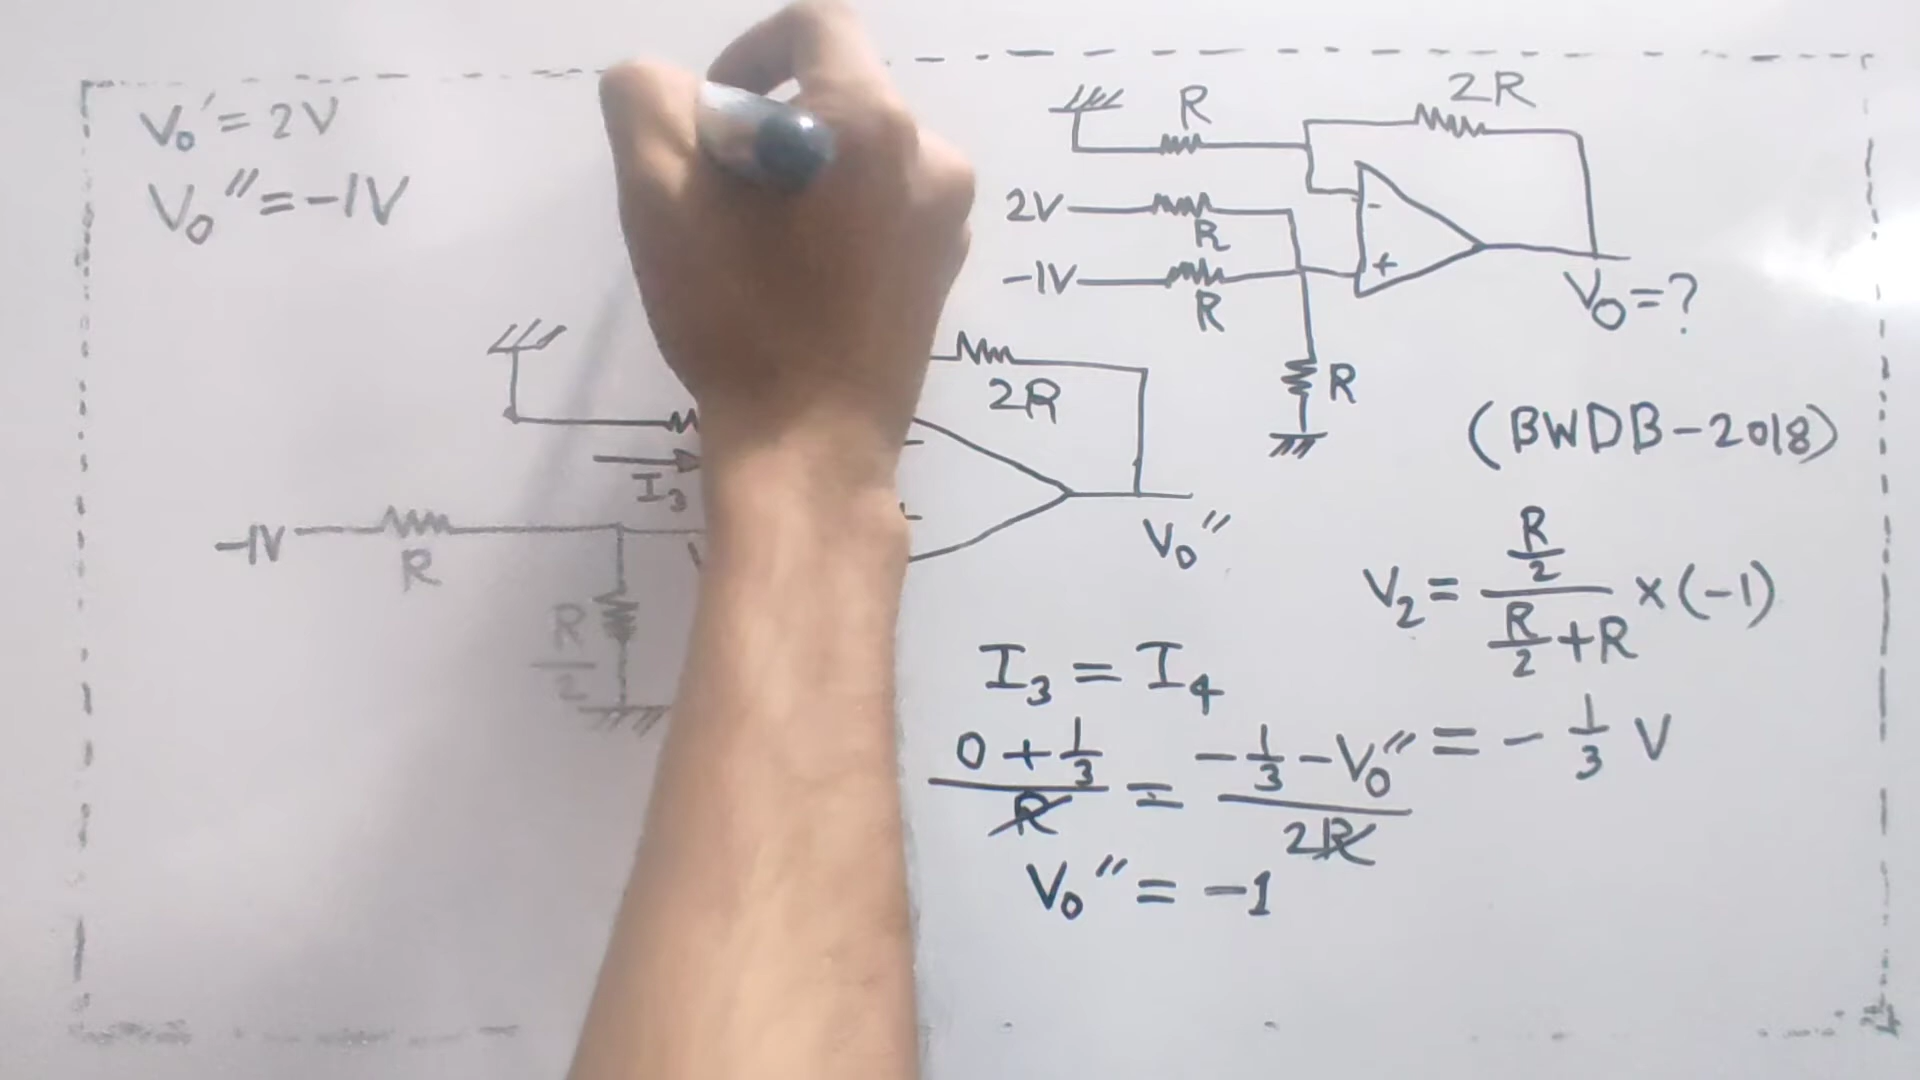 V₀′ = 2V
V₀″ = -1V
R
2R
2V
R
-
-1V
R
+
V₀ = ?
R
(BWDB-2018)
2R
I₃
-1V
R
V₀″
R/2
V₂ = (R/2)/(R/2 + R) × (-1)
= - 1/3 V
I₃ = I₄
(0 + 1/3)/R = (-1/3 - V₀″)/2R
V₀″ = -1